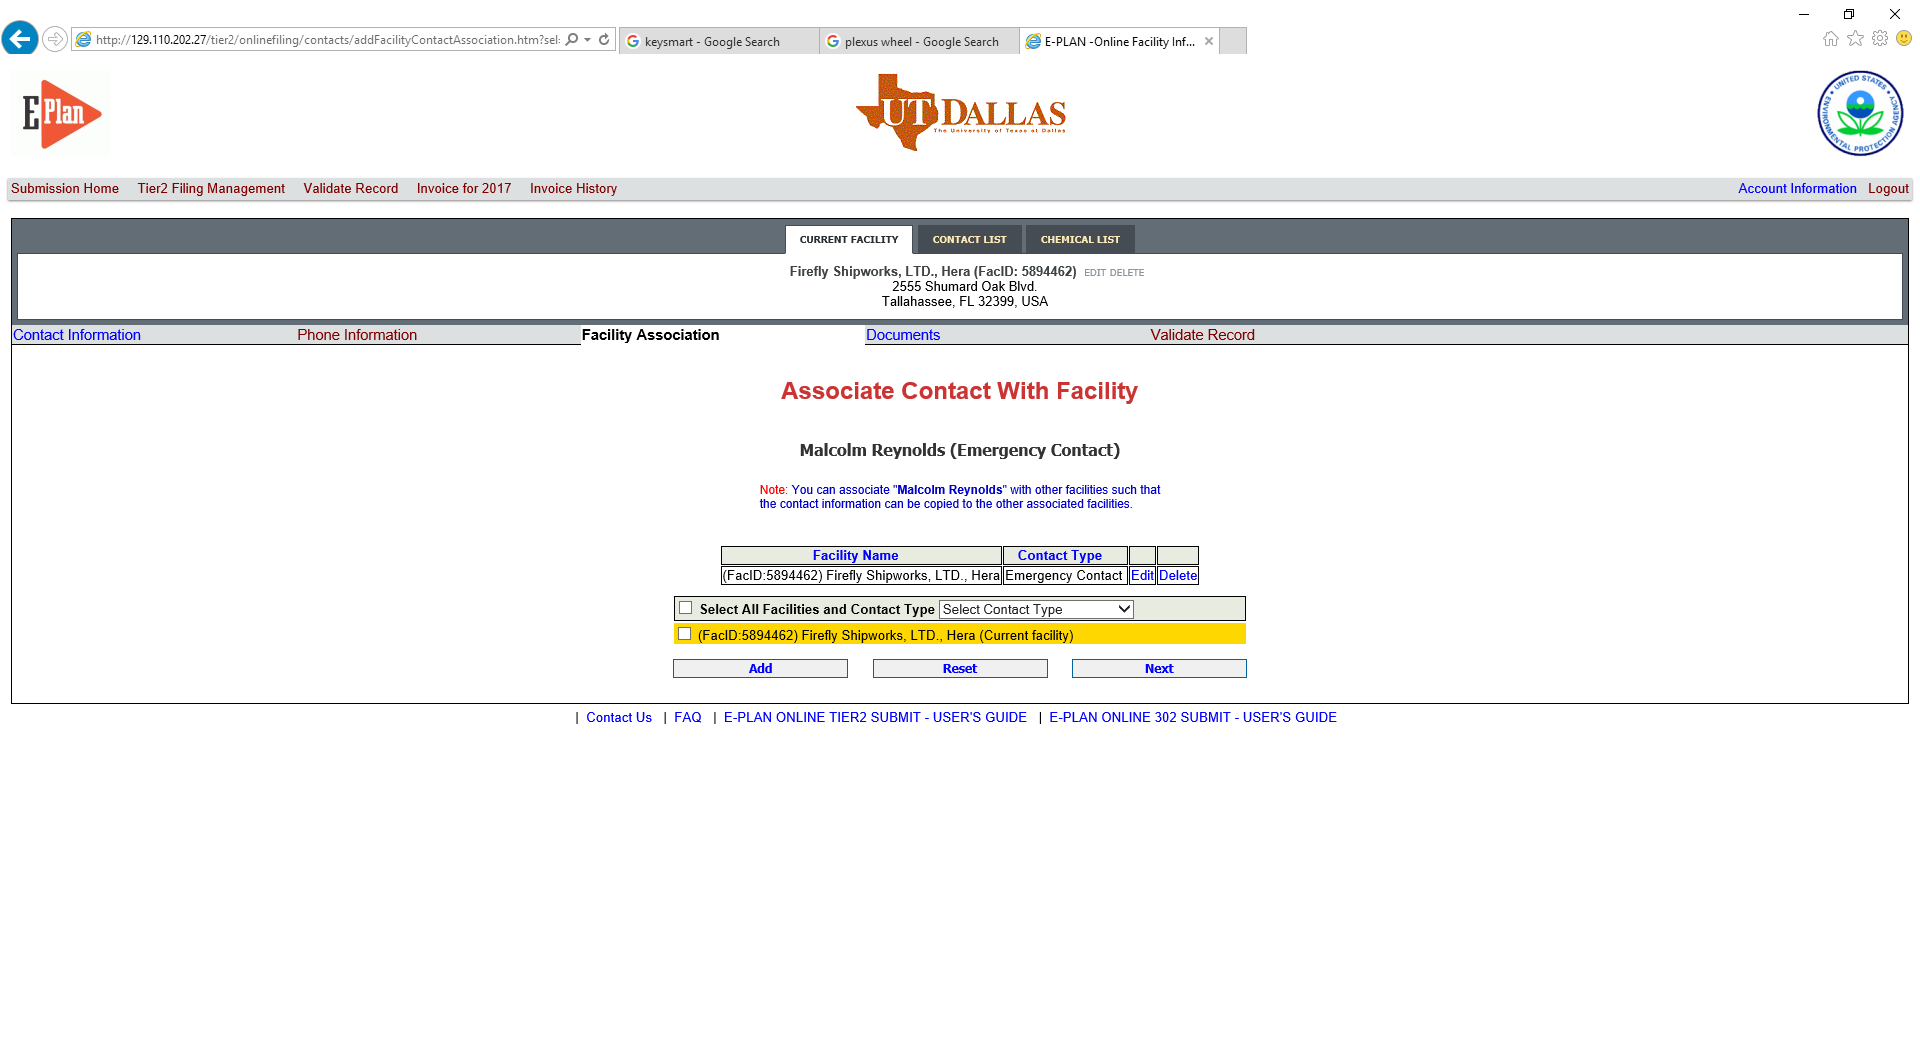 http://129.110.202.27/tier2/onlinefiling/contacts/addFacilityContactAssociation.htm?sel
keysmart - Google Search
plexus wheel - Google Search
E-PLAN -Online Facility Inf...
E Plan
UT DALLAS
The University of Texas at Dallas
UNITED STATES
ENVIRONMENTAL PROTECTION AGENCY
Submission Home Tier2 Filing Management Validate Record Invoice for 2017 Invoice History Account Information Logout
CURRENT FACILITY CONTACT LIST CHEMICAL LIST
Firefly Shipworks, LTD., Hera (FacID: 5894462) EDIT DELETE
2555 Shumard Oak Blvd.
Tallahassee, FL 32399, USA
Contact Information Phone Information Facility Association Documents Validate Record
Associate Contact With Facility
Malcolm Reynolds (Emergency Contact)
Note: You can associate "Malcolm Reynolds" with other facilities such that
the contact information can be copied to the other associated facilities.
Facility Name Contact Type
(FacID:5894462) Firefly Shipworks, LTD., Hera Emergency Contact Edit Delete
Select All Facilities and Contact Type Select Contact Type
(FacID:5894462) Firefly Shipworks, LTD., Hera (Current facility)
Add Reset Next
| Contact Us | FAQ | E-PLAN ONLINE TIER2 SUBMIT - USER'S GUIDE | E-PLAN ONLINE 302 SUBMIT - USER'S GUIDE